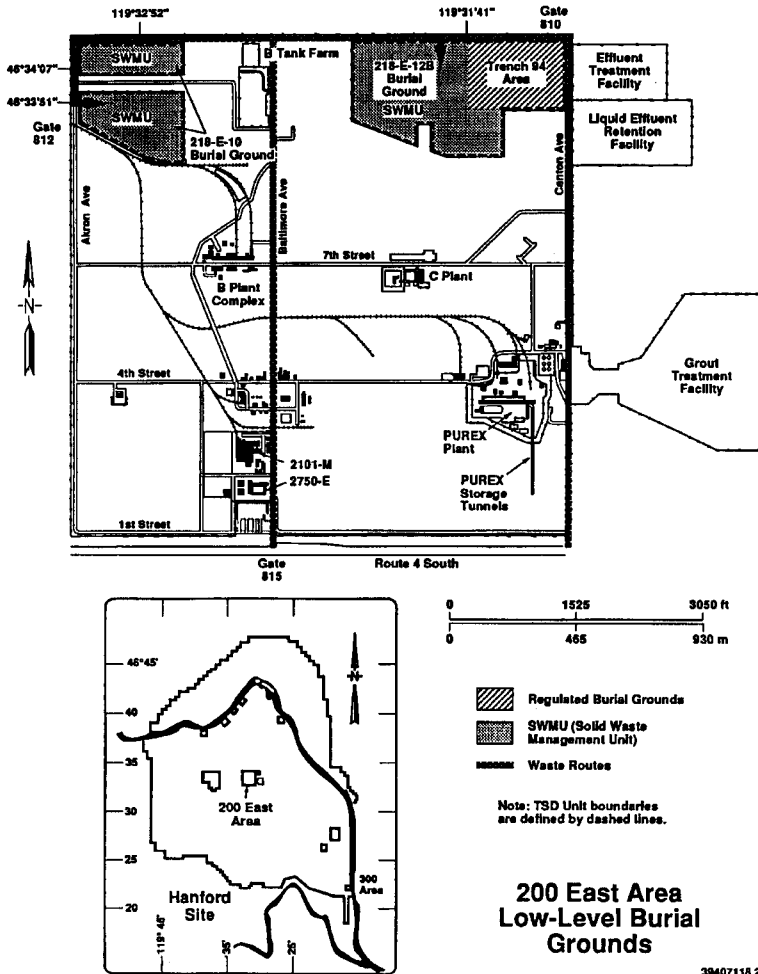 119°32'52"
119°31'41"
Gate
810
46°34'07"
46°33'51"
Gate
812
SWMU
SWMU
218-E-10
Burial Ground
B Tank Farm
218-E-12B
Burial
Ground
SWMU
Trench 94
Area
Effluent
Treatment
Facility
Liquid Effluent
Retention
Facility
Akron Ave
Baltimore Ave
Canton Ave
7th Street
B Plant
Complex
C Plant
N
4th Street
Grout
Treatment
Facility
PUREX
Plant
2101-M
2750-E
PUREX
Storage
Tunnels
1st Street
Gate
815
Route 4 South
0 1525 3050 ft
0 465 930 m
46°45'
40
35
30
25
20
N
200 East
Area
300
Area
Hanford
Site
119° 46'
35'
25'
Regulated Burial Grounds
SWMU (Solid Waste
Management Unit)
Waste Routes
Note: TSD Unit boundaries
are defined by dashed lines.
200 East Area
Low-Level Burial
Grounds
39407118.2